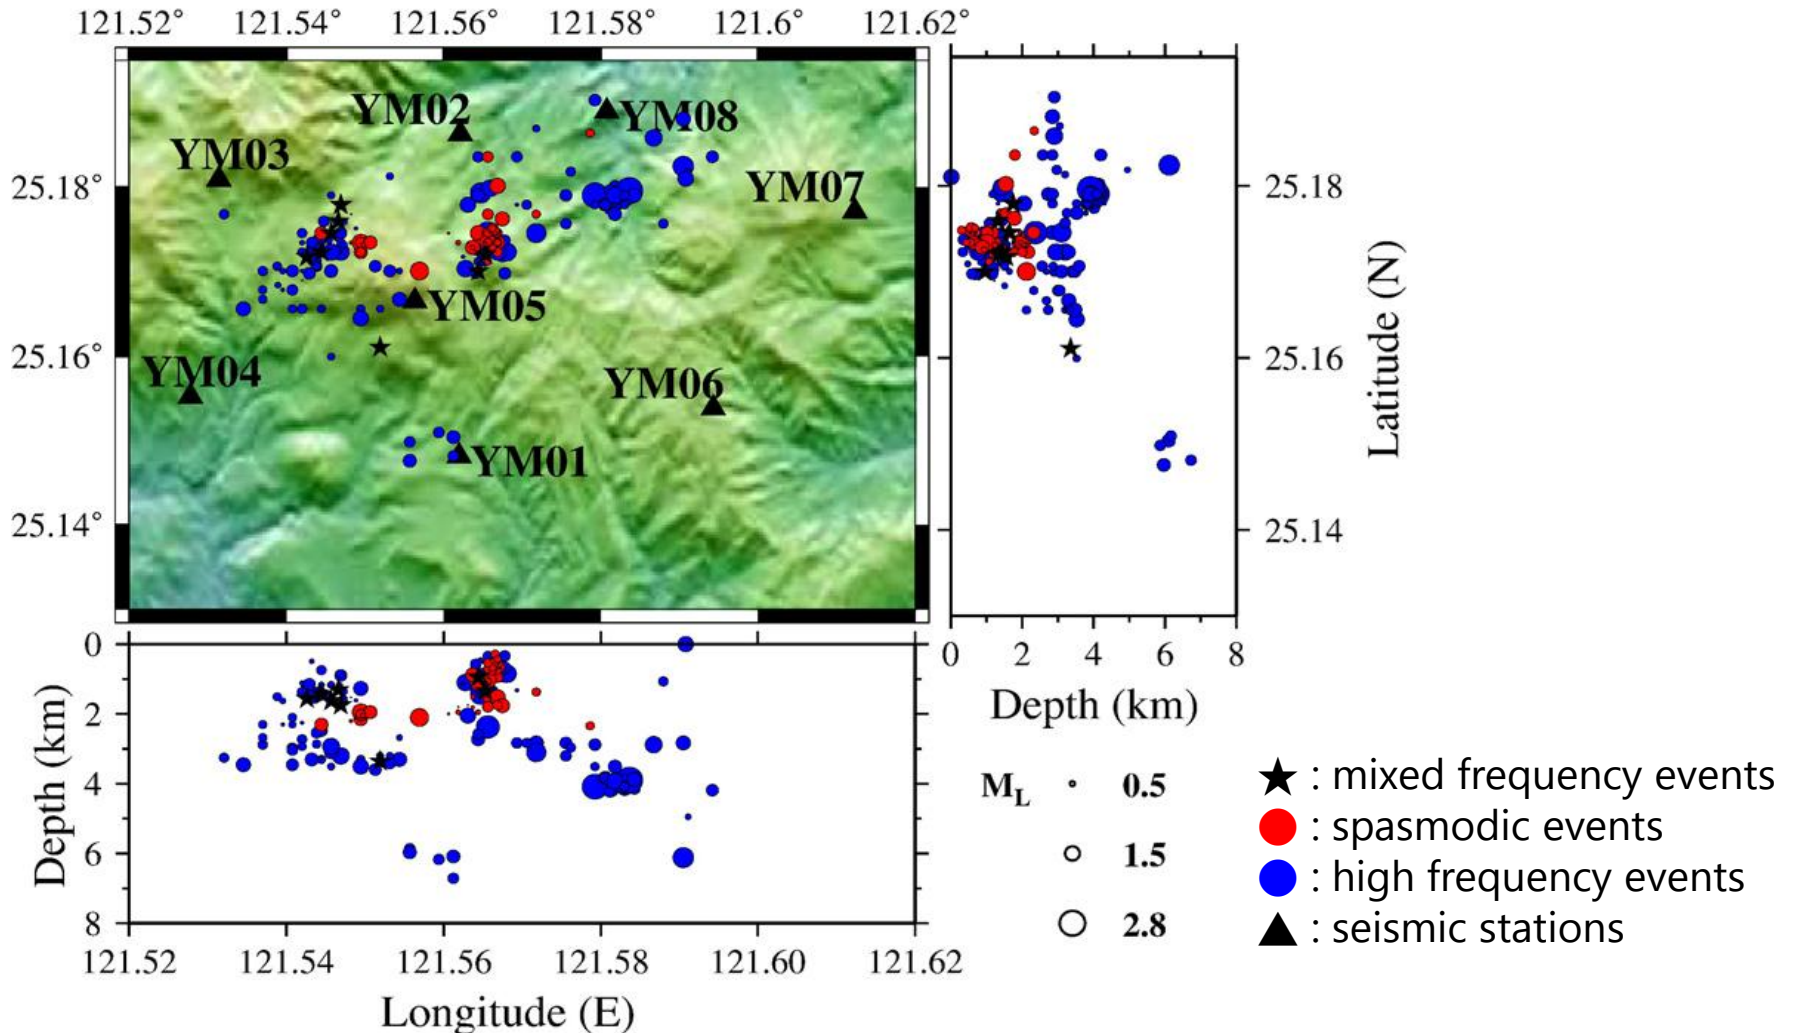 121.52° 121.54° 121.56° 121.58° 121.6° 121.62°
YM02
YM08
YM03
25.18°
YM07
25.18
YM05
25.16°
25.16
YM04
YM06
YM01
25.14°
25.14
Latitude (N)
0 2 4 6 8
Depth (km)
0
2
4
6
8
Depth (km)
121.52 121.54 121.56 121.58 121.60 121.62
Longitude (E)
ML 0.5
1.5
2.8
: mixed frequency events
: spasmodic events
: high frequency events
: seismic stations